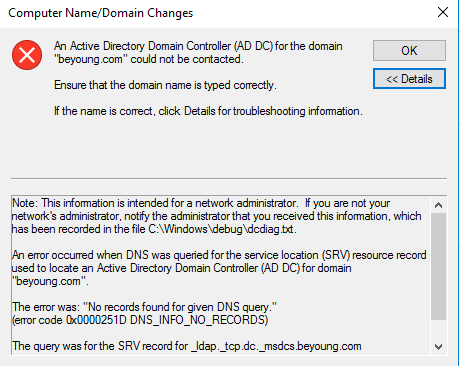 Computer Name/Domain Changes
An Active Directory Domain Controller (AD DC) for the domain
"beyoung.com" could not be contacted.
OK
<< Details
Ensure that the domain name is typed correctly.
If the name is correct, click Details for troubleshooting information.
Note: This information is intended for a network administrator.  If you are not your
network's administrator, notify the administrator that you received this information, which
has been recorded in the file C:\Windows\debug\dcdiag.txt.
An error occurred when DNS was queried for the service location (SRV) resource record
used to locate an Active Directory Domain Controller (AD DC) for domain
"beyoung.com".
The error was: "No records found for given DNS query."
(error code 0x0000251D DNS_INFO_NO_RECORDS)
The query was for the SRV record for _ldap._tcp.dc._msdcs.beyoung.com